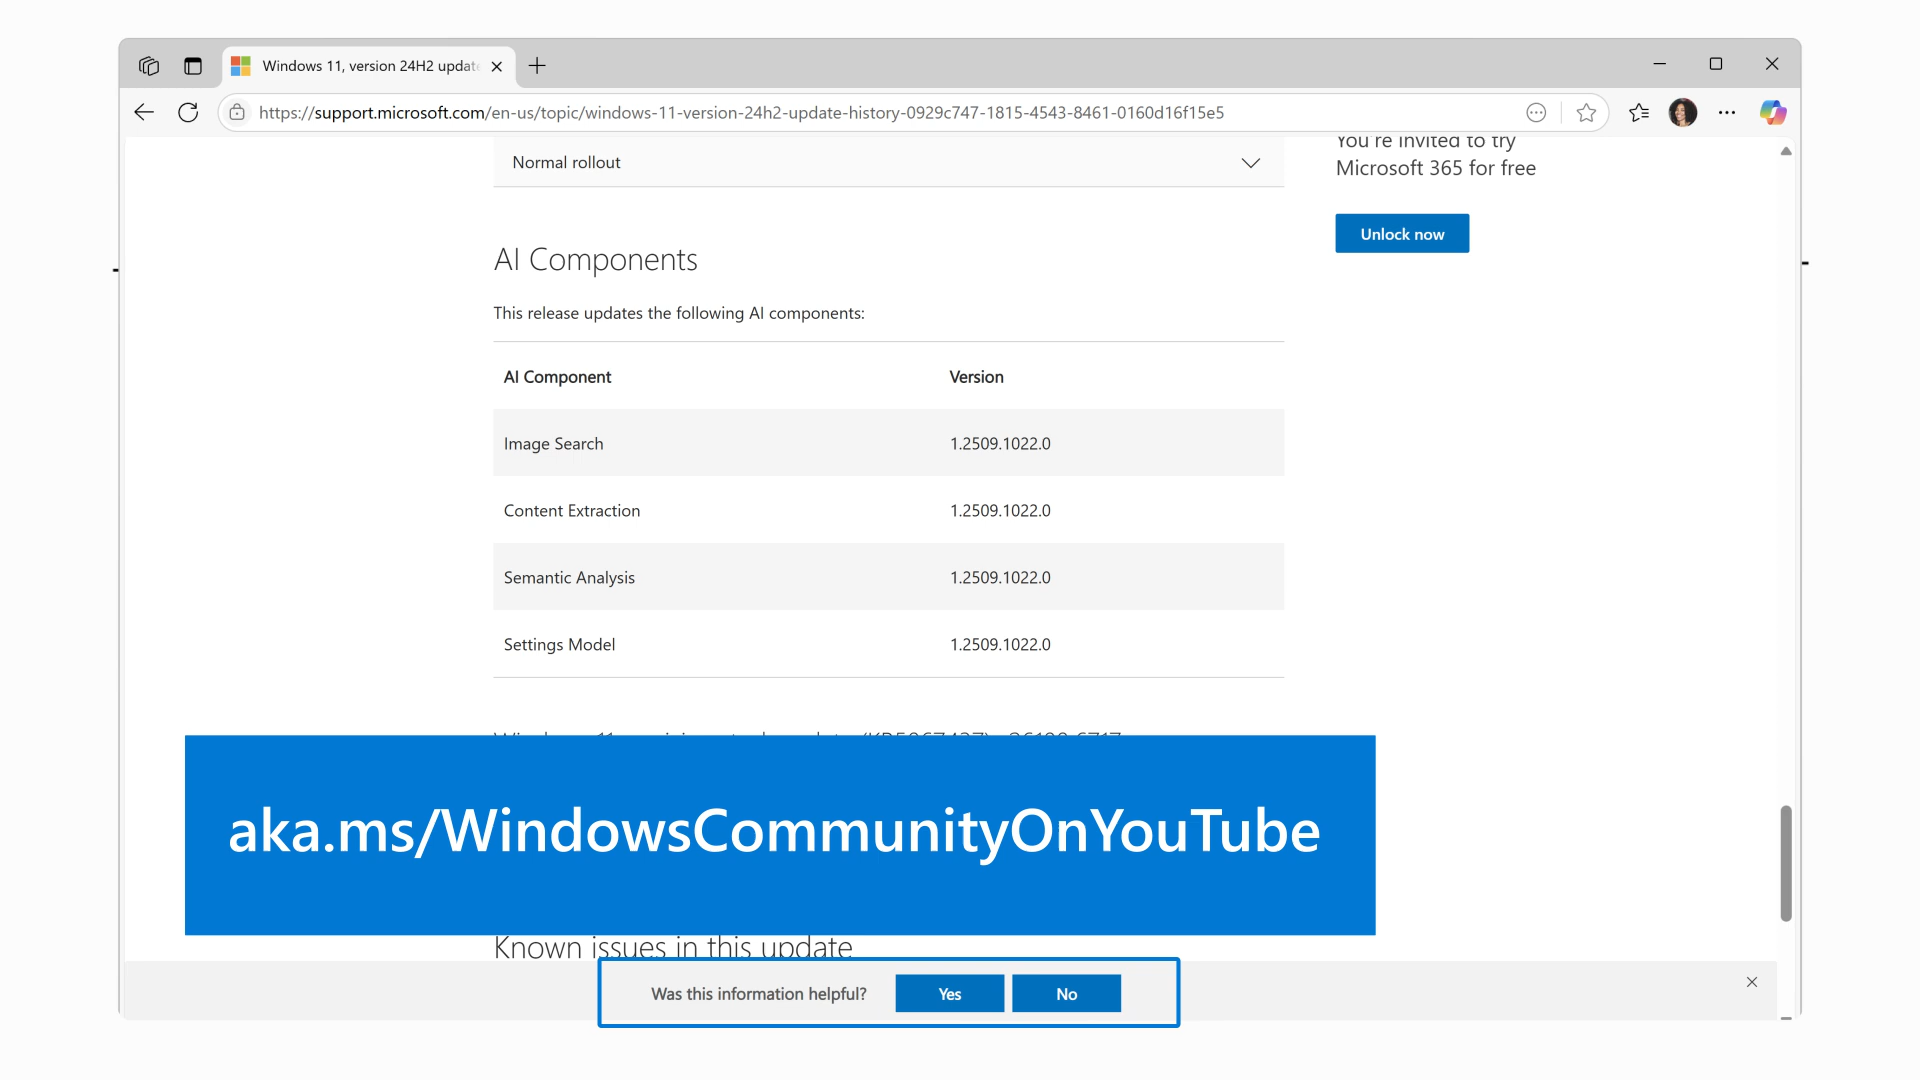 Windows 11, version 24H2 updat
https://support.microsoft.com/en-us/topic/windows-11-version-24h2-update-history-0929c747-1815-4543-8461-0160d16f15e5
Normal rollout
You're invited to try
Microsoft 365 for free
Unlock now
AI Components
This release updates the following AI components:
AI Component Version
Image Search 1.2509.1022.0
Content Extraction 1.2509.1022.0
Semantic Analysis 1.2509.1022.0
Settings Model 1.2509.1022.0
aka.ms/WindowsCommunityOnYouTube
Known issues in this update
Was this information helpful? Yes No